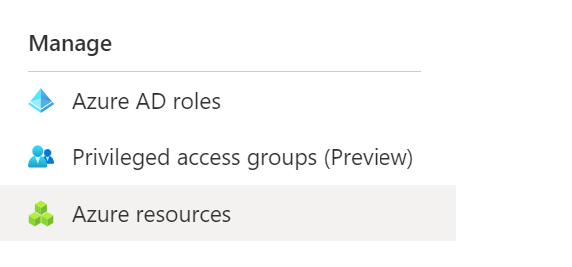 Manage
Azure AD roles
Privileged access groups (Preview)
Azure resources